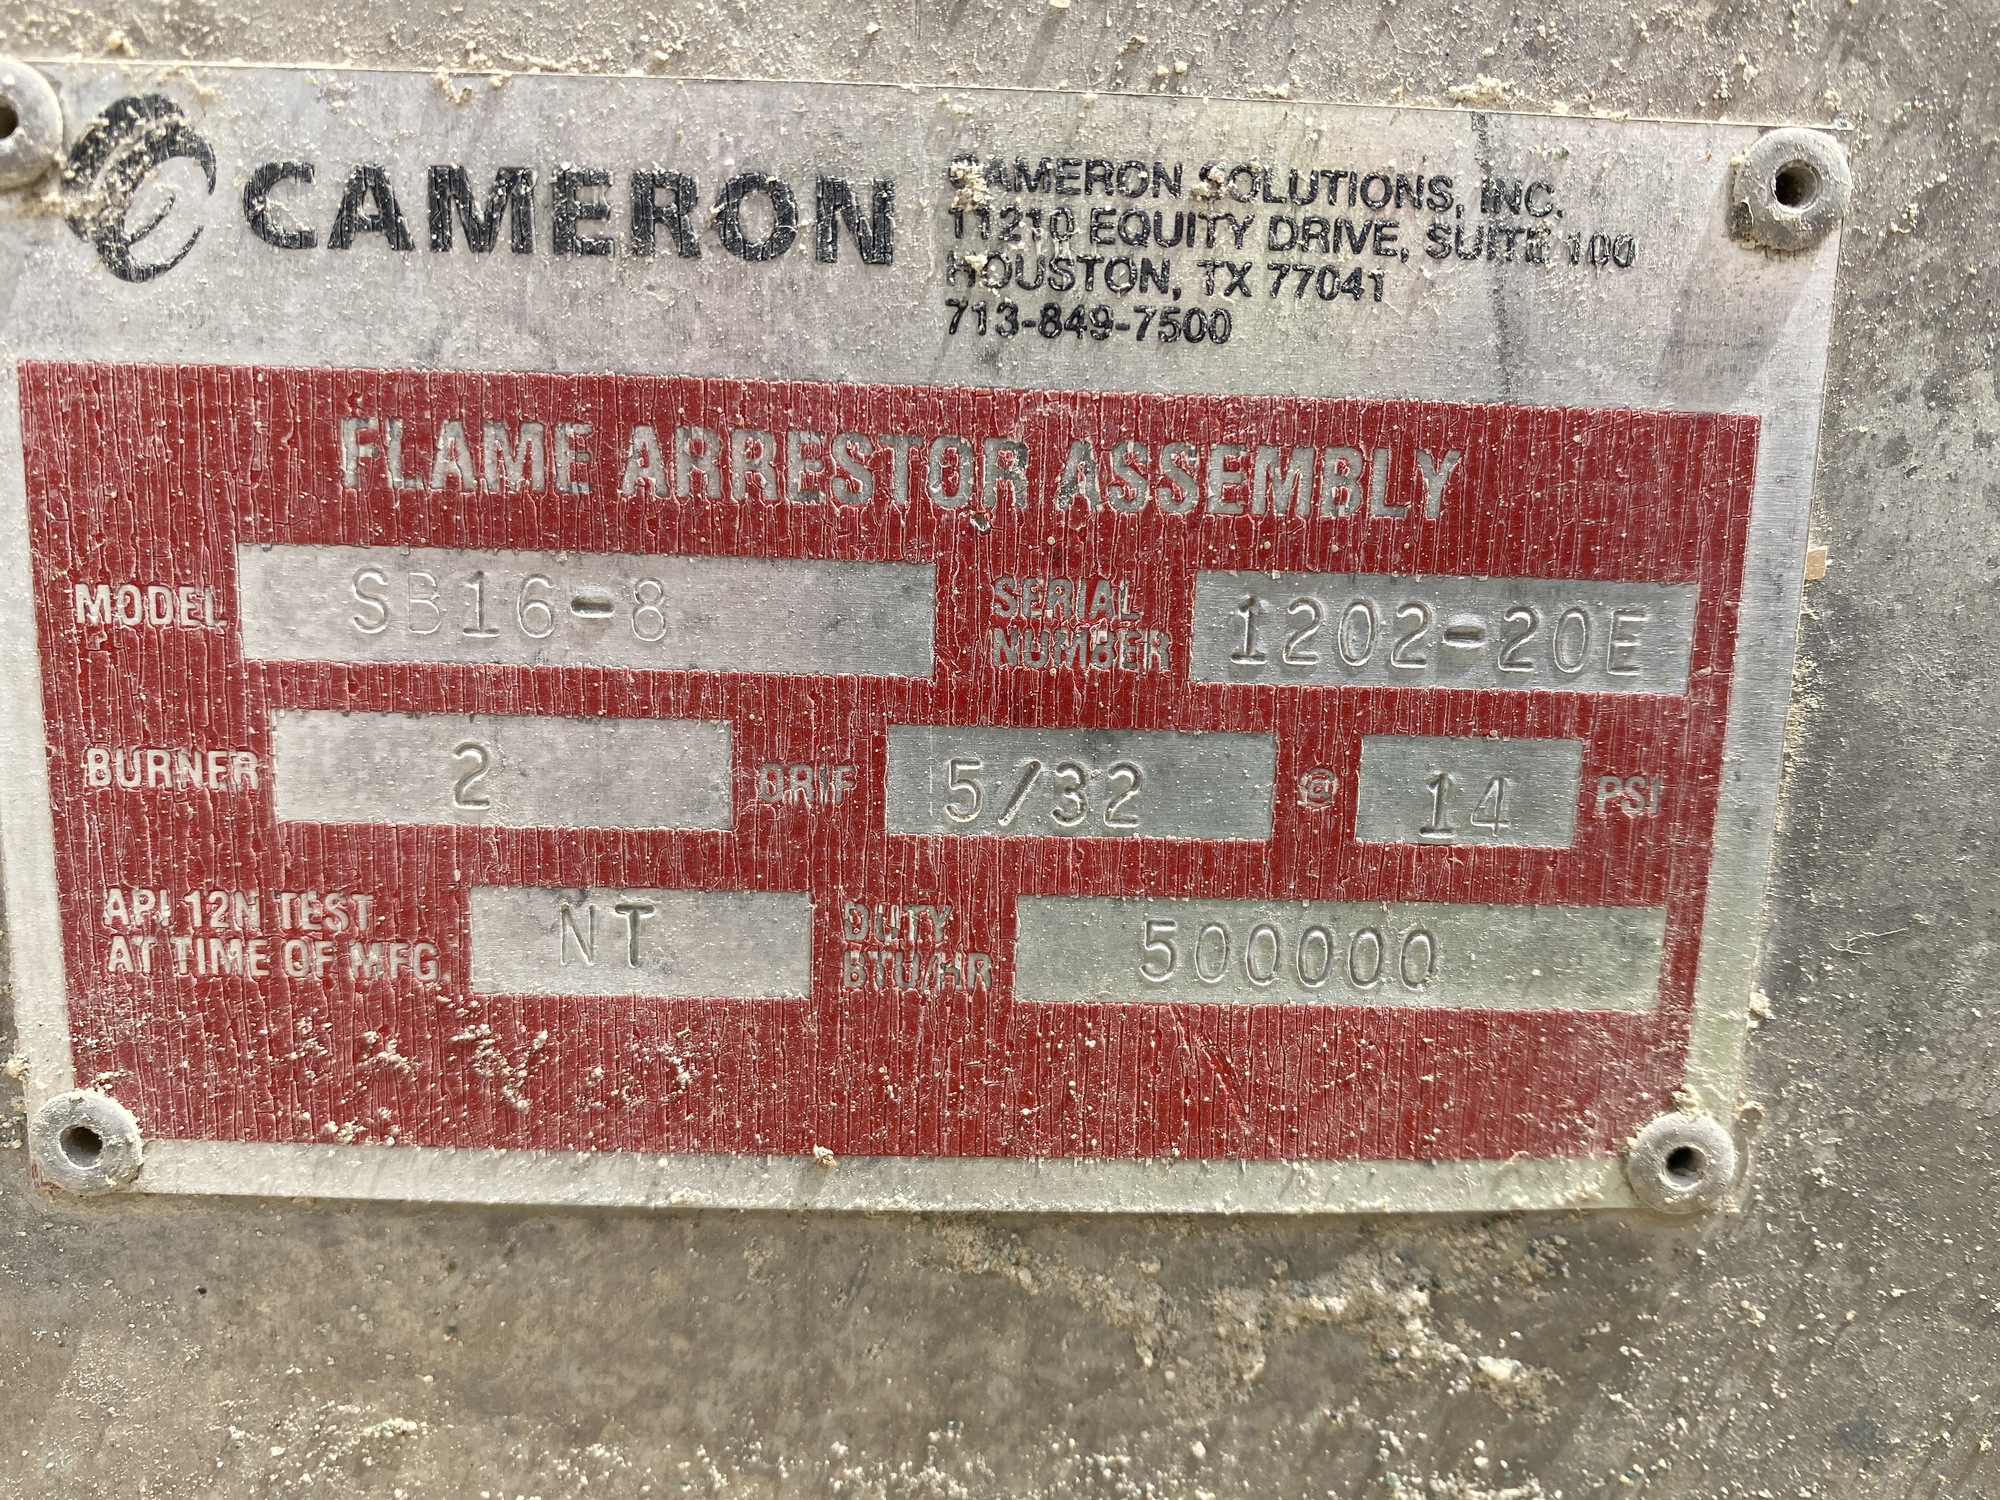 CAMERON
CAMERON SOLUTIONS, INC.
11210 EQUITY DRIVE, SUITE 100
HOUSTON, TX 77041
713-849-7500
FLAME ARRESTOR ASSEMBLY
MODEL SB16-8 SERIAL NUMBER 1202-20E
BURNER 2 ORIF 5/32 @ 14 PSI
API 12N TEST AT TIME OF MFG. NT DUTY BTU/HR 500000